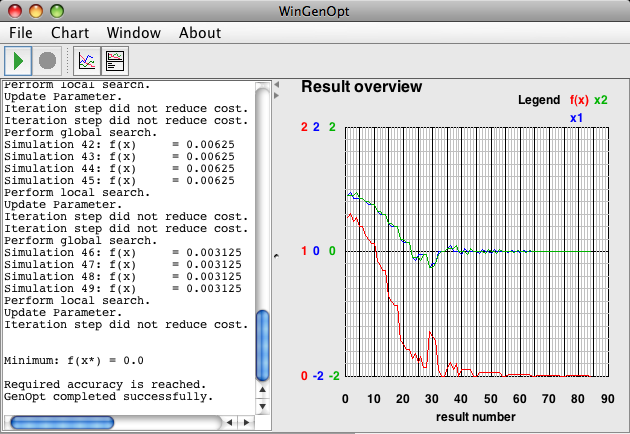 WinGenOpt
File Chart Window About
Perform local search.
Update Parameter.
Iteration step did not reduce cost.
Iteration step did not reduce cost.
Perform global search.
Simulation 42: f(x) = 0.00625
Simulation 43: f(x) = 0.00625
Simulation 44: f(x) = 0.00625
Simulation 45: f(x) = 0.00625
Perform local search.
Update Parameter.
Iteration step did not reduce cost.
Iteration step did not reduce cost.
Perform global search.
Simulation 46: f(x) = 0.003125
Simulation 47: f(x) = 0.003125
Simulation 48: f(x) = 0.003125
Simulation 49: f(x) = 0.003125
Perform local search.
Update Parameter.
Iteration step did not reduce cost.
Minimum: f(x*) = 0.0
Required accuracy is reached.
GenOpt completed successfully.
Result overview
Legend f(x) x2
x1
2 2 2
1 0 0
0 -2 -2
0 10 20 30 40 50 60 70 80 90
result number